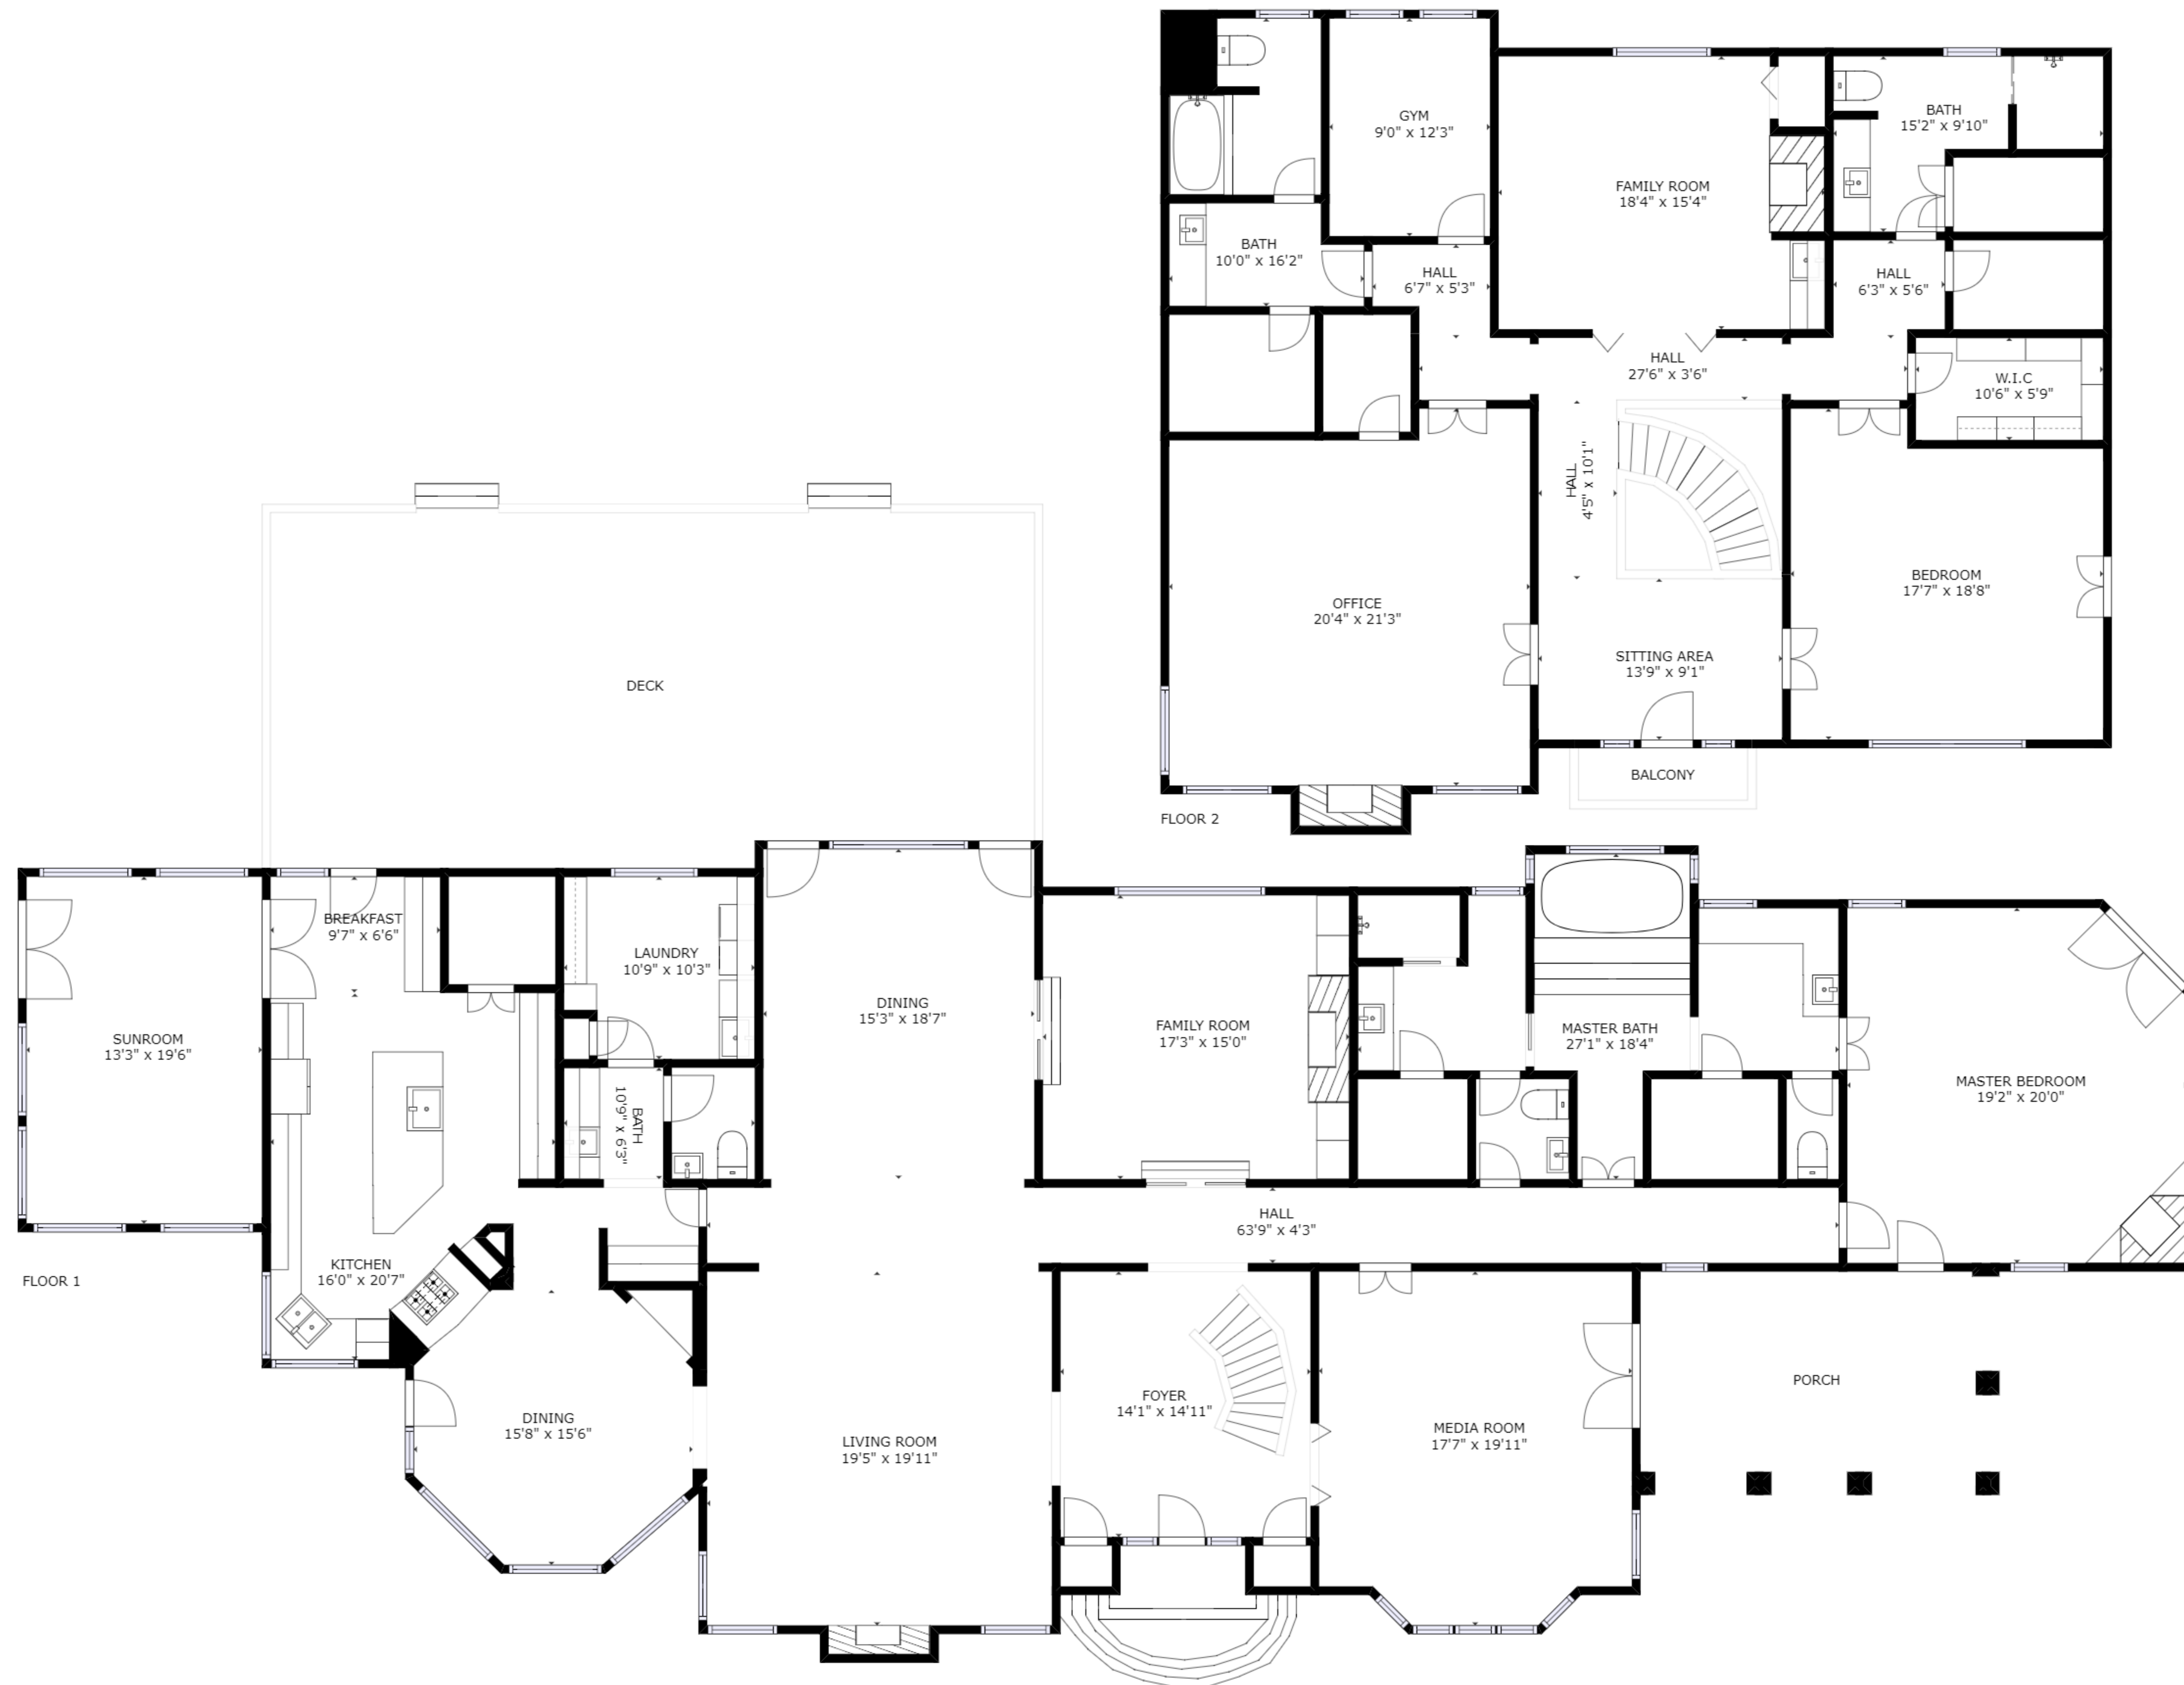 GYM
9'0" x 12'3"
BATH
15'2" x 9'10"
FAMILY ROOM
18'4" x 15'4"
BATH
10'0" x 16'2"
HALL
6'7" x 5'3"
HALL
6'3" x 5'6"
HALL
27'6" x 3'6"
W.I.C
10'6" x 5'9"
HALL
4'5" x 10'1"
OFFICE
20'4" x 21'3"
BEDROOM
17'7" x 18'8"
SITTING AREA
13'9" x 9'1"
BALCONY
FLOOR 2
DECK
BREAKFAST
9'7" x 6'6"
LAUNDRY
10'9" x 10'3"
SUNROOM
13'3" x 19'6"
DINING
15'3" x 18'7"
FAMILY ROOM
17'3" x 15'0"
MASTER BATH
27'1" x 18'4"
MASTER BEDROOM
19'2" x 20'0"
BATH
10'9" x 6'3"
HALL
63'9" x 4'3"
KITCHEN
16'0" x 20'7"
FLOOR 1
DINING
15'8" x 15'6"
LIVING ROOM
19'5" x 19'11"
FOYER
14'1" x 14'11"
MEDIA ROOM
17'7" x 19'11"
PORCH